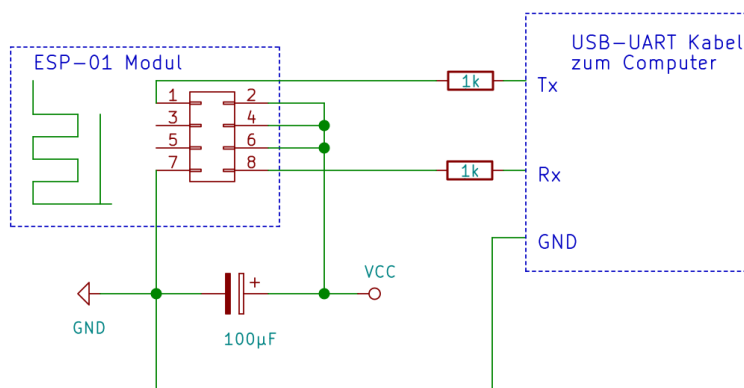 ESP-01 Modul
USB-UART Kabel
zum Computer
1k
Tx
1 2
3 4
5 6
7 8
1k
Rx
GND
VCC
+
GND
100µF